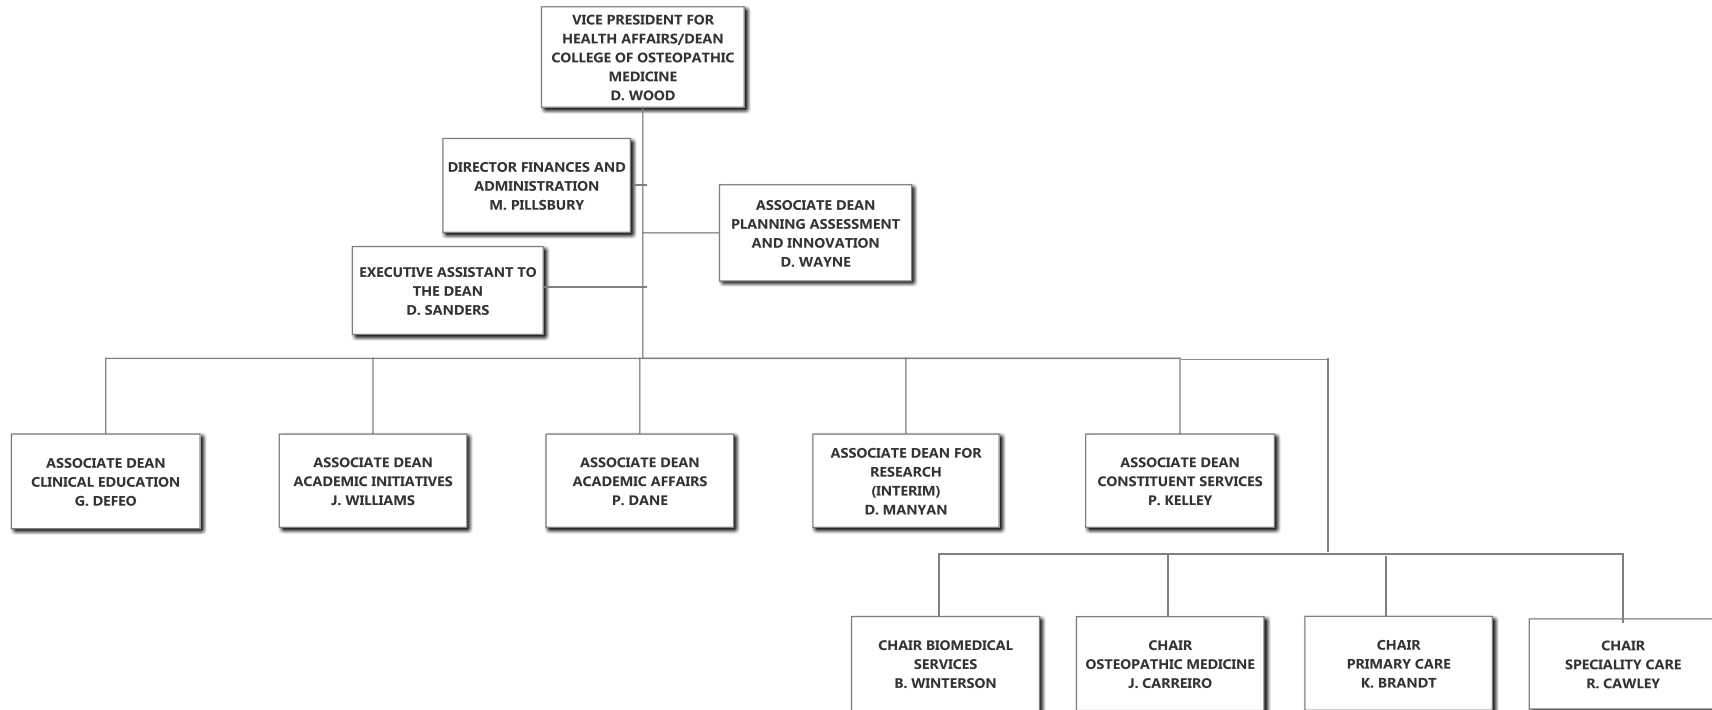 VICE PRESIDENT FOR
HEALTH AFFAIRS/DEAN
COLLEGE OF OSTEOPATHIC
MEDICINE
D. WOOD
DIRECTOR FINANCES AND
ADMINISTRATION
M. PILLSBURY
ASSOCIATE DEAN
PLANNING ASSESSMENT
AND INNOVATION
D. WAYNE
EXECUTIVE ASSISTANT TO
THE DEAN
D. SANDERS
ASSOCIATE DEAN
CLINICAL EDUCATION
G. DEFEO
ASSOCIATE DEAN
ACADEMIC INITIATIVES
J. WILLIAMS
ASSOCIATE DEAN
ACADEMIC AFFAIRS
P. DANE
ASSOCIATE DEAN FOR
RESEARCH
(INTERIM)
D. MANYAN
ASSOCIATE DEAN
CONSTITUENT SERVICES
P. KELLEY
CHAIR BIOMEDICAL
SERVICES
B. WINTERSON
CHAIR
OSTEOPATHIC MEDICINE
J. CARREIRO
CHAIR
PRIMARY CARE
K. BRANDT
CHAIR
SPECIALITY CARE
R. CAWLEY